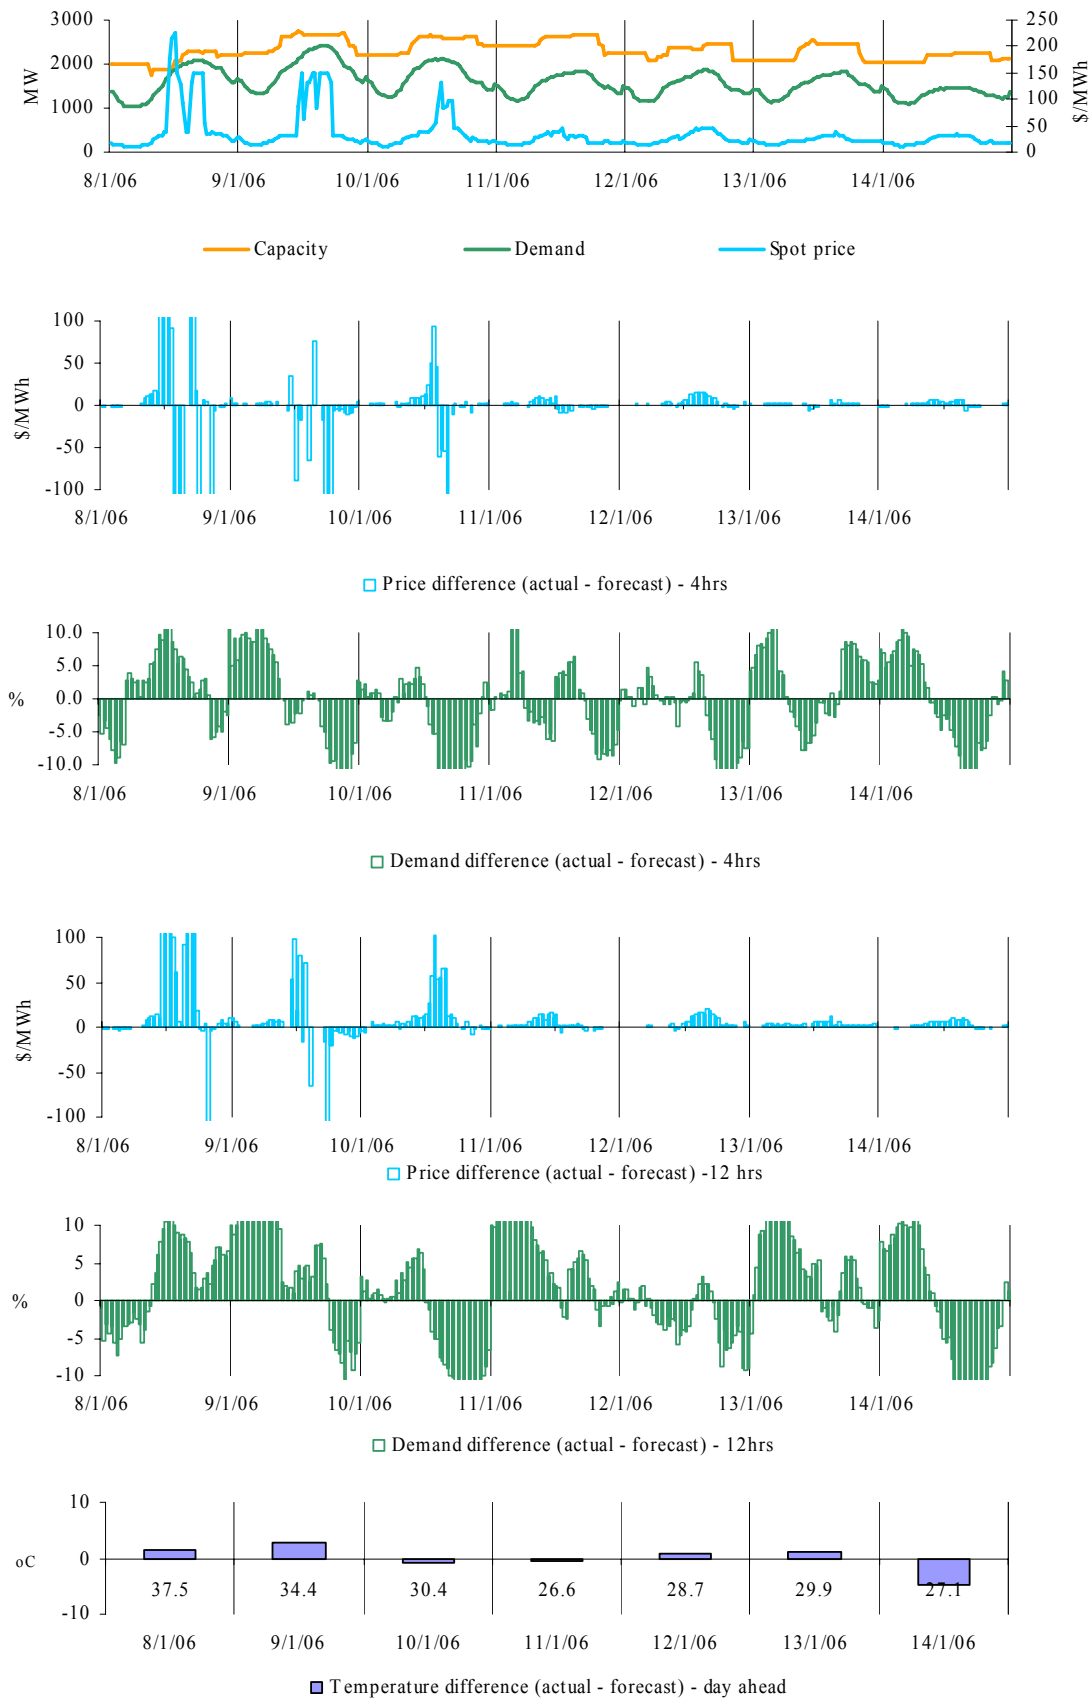 3000 250
2000 200
1000 150
0 100
50
0
MW
$/MWh
8/1/06 9/1/06 10/1/06 11/1/06 12/1/06 13/1/06 14/1/06
Capacity Demand Spot price
100
50
0
-50
-100
$/MWh
8/1/06 9/1/06 10/1/06 11/1/06 12/1/06 13/1/06 14/1/06
Price difference (actual - forecast) - 4hrs
10.0
5.0
0.0
-5.0
-10.0
%
8/1/06 9/1/06 10/1/06 11/1/06 12/1/06 13/1/06 14/1/06
Demand difference (actual - forecast) - 4hrs
100
50
0
-50
-100
$/MWh
8/1/06 9/1/06 10/1/06 11/1/06 12/1/06 13/1/06 14/1/06
Price difference (actual - forecast) -12 hrs
10
5
0
-5
-10
%
8/1/06 9/1/06 10/1/06 11/1/06 12/1/06 13/1/06 14/1/06
Demand difference (actual - forecast) - 12hrs
10
0
-10
oC
37.5 34.4 30.4 26.6 28.7 29.9 27.1
8/1/06 9/1/06 10/1/06 11/1/06 12/1/06 13/1/06 14/1/06
Temperature difference (actual - forecast) - day ahead